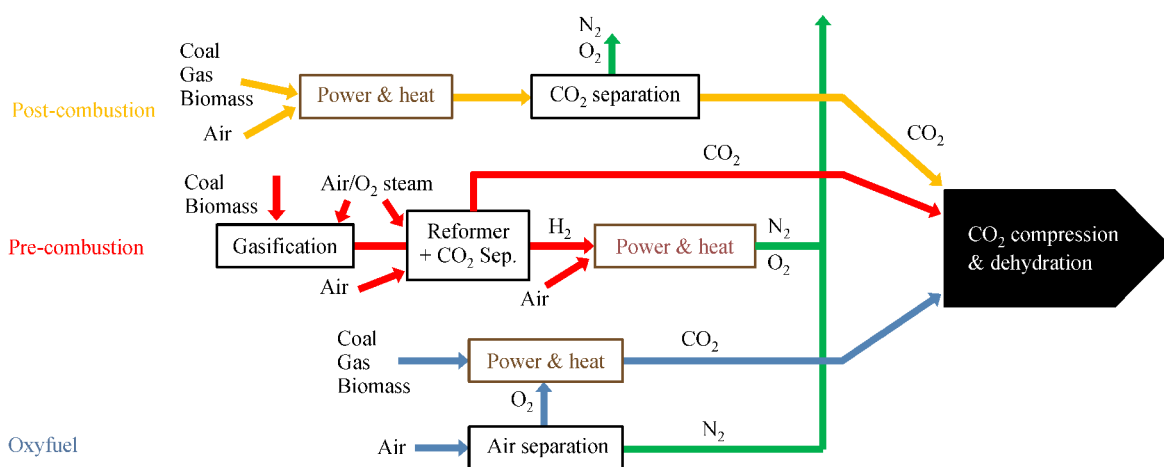 N₂
O₂
Coal
Gas
Biomass
Power & heat
CO₂ separation
Post-combustion
Air
CO₂
CO₂
Coal
Biomass
Air/O₂ steam
Gasification
Reformer
+ CO₂ Sep.
H₂
Power & heat
N₂
O₂
Pre-combustion
Air
Air
CO₂ compression
& dehydration
Coal
Gas
Biomass
Power & heat
CO₂
O₂
Oxyfuel
Air
Air separation
N₂